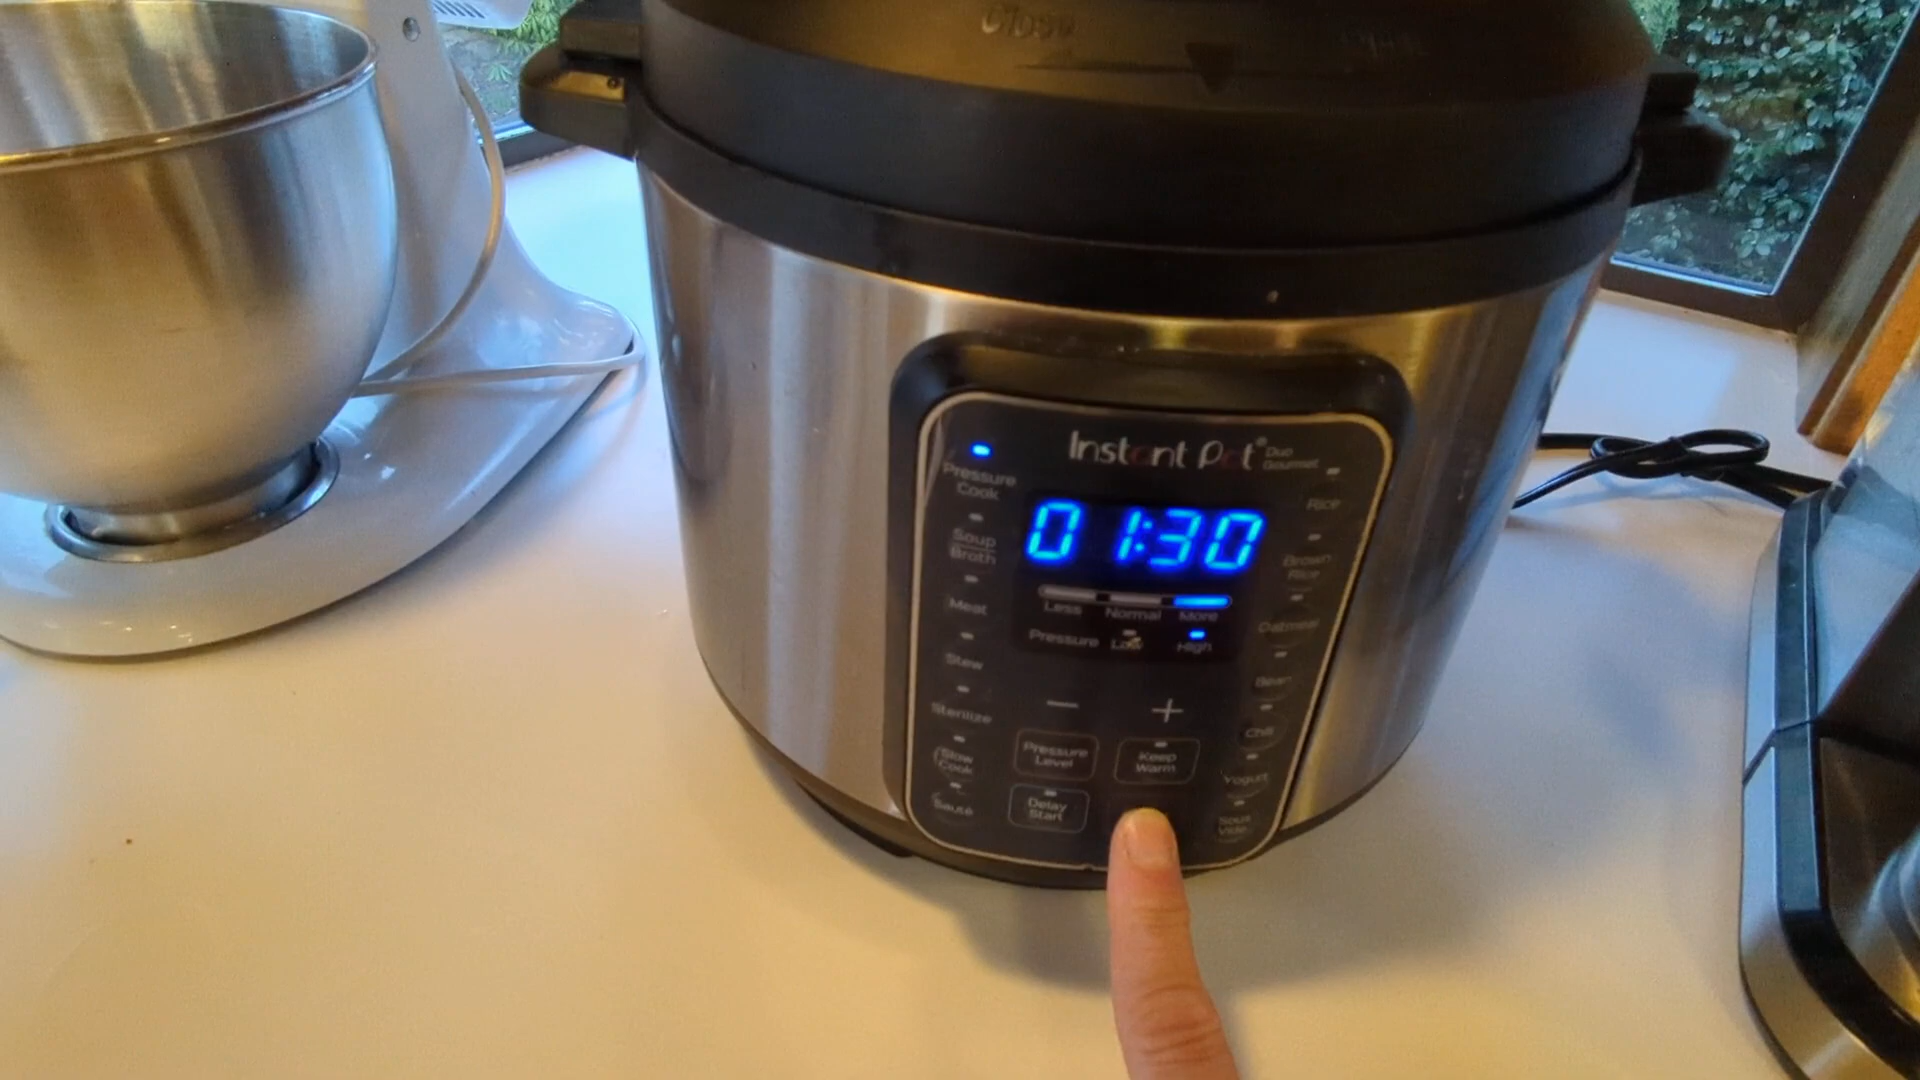 Close
Instant Pot® Duo
Gourmet
Pressure
Cook
Rice
01:30
Soup
Broth
Brown
Rice
Less Normal More
Meat
Oatmeal
Pressure Low High
Stew
Bean
Sterilize
Chili
Pressure
Level
Keep
Warm
Slow
Cook
Yogurt
Delay
Start
Sauté
Sous
Vide